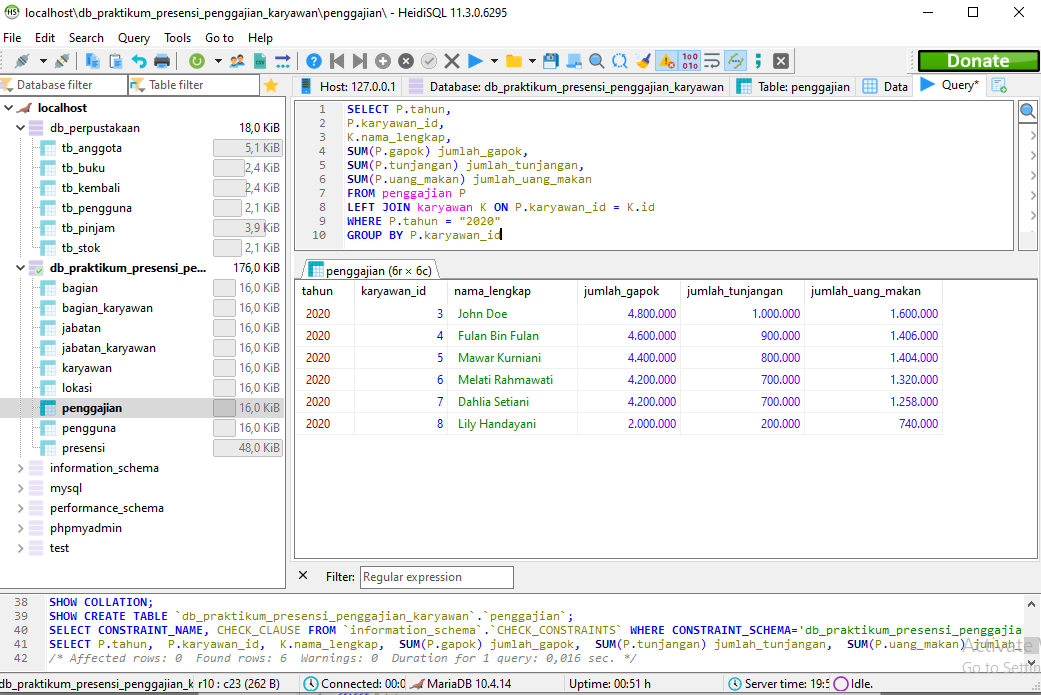 localhost\db_praktikum_presensi_penggajian_karyawan\penggajian\ - HeidiSQL 11.3.0.6295
File Edit Search Query Tools Go to Help
Donate
Database filter Table filter Host: 127.0.0.1 Database: db_praktikum_presensi_penggajian_karyawan Table: penggajian Data Query*
localhost
db_perpustakaan 18,0 KiB
tb_anggota 5,1 KiB
tb_buku 2,4 KiB
tb_kembali 2,4 KiB
tb_pengguna 2,1 KiB
tb_pinjam 3,9 KiB
tb_stok 2,1 KiB
db_praktikum_presensi_pe... 176,0 KiB
bagian 16,0 KiB
bagian_karyawan 16,0 KiB
jabatan 16,0 KiB
jabatan_karyawan 16,0 KiB
karyawan 16,0 KiB
lokasi 16,0 KiB
penggajian 16,0 KiB
pengguna 16,0 KiB
presensi 48,0 KiB
information_schema
mysql
performance_schema
phpmyadmin
test
1 SELECT P.tahun,
2 P.karyawan_id,
3 K.nama_lengkap,
4 SUM(P.gapok) jumlah_gapok,
5 SUM(P.tunjangan) jumlah_tunjangan,
6 SUM(P.uang_makan) jumlah_uang_makan
7 FROM penggajian P
8 LEFT JOIN karyawan K ON P.karyawan_id = K.id
9 WHERE P.tahun = "2020"
10 GROUP BY P.karyawan_id
penggajian (6r × 6c)
tahun karyawan_id nama_lengkap jumlah_gapok jumlah_tunjangan jumlah_uang_makan
2020 3 John Doe 4.800.000 1.000.000 1.600.000
2020 4 Fulan Bin Fulan 4.600.000 900.000 1.406.000
2020 5 Mawar Kurniani 4.400.000 800.000 1.404.000
2020 6 Melati Rahmawati 4.200.000 700.000 1.320.000
2020 7 Dahlia Setiani 4.200.000 700.000 1.258.000
2020 8 Lily Handayani 2.000.000 200.000 740.000
Filter: Regular expression
38 SHOW COLLATION;
39 SHOW CREATE TABLE `db_praktikum_presensi_penggajian_karyawan`.`penggajian`;
40 SELECT CONSTRAINT_NAME, CHECK_CLAUSE FROM `information_schema`.`CHECK_CONSTRAINTS` WHERE CONSTRAINT_SCHEMA='db_praktikum_presensi_penggajia
41 SELECT P.tahun, P.karyawan_id, K.nama_lengkap, SUM(P.gapok) jumlah_gapok, SUM(P.tunjangan) jumlah_tunjangan, SUM(P.uang_makan) jumlah
42 /* Affected rows: 0 Found rows: 6 Warnings: 0 Duration for 1 query: 0,016 sec. */
Activate
Go to Settin
db_praktikum_presensi_penggajian_k r10 : c23 (262 B) Connected: 00:0 MariaDB 10.4.14 Uptime: 00:51 h Server time: 19:5 Idle.